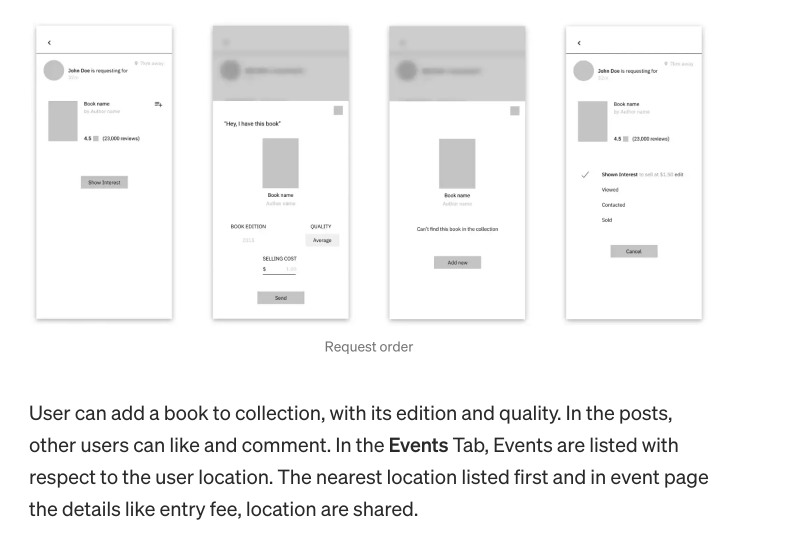 <
John Doe is requesting for
7km away
Book name
by Author name
4.5 (23,000 reviews)
Show Interest
"Hey, I have this book"
Book name
Author name
BOOK EDITION
QUALITY
2015
Average
SELLING COST
$
Send
Book name
Author name
Can't find this book in the collection
Add new
<
John Doe is requesting for
Book name
by Author name
4.5 (23,000 reviews)
Shown Interest to sell at $3.50 edit
Viewed
Contacted
Sold
Cancel
Request order
User can add a book to collection, with its edition and quality. In the posts,
other users can like and comment. In the Events Tab, Events are listed with
respect to the user location. The nearest location listed first and in event page
the details like entry fee, location are shared.